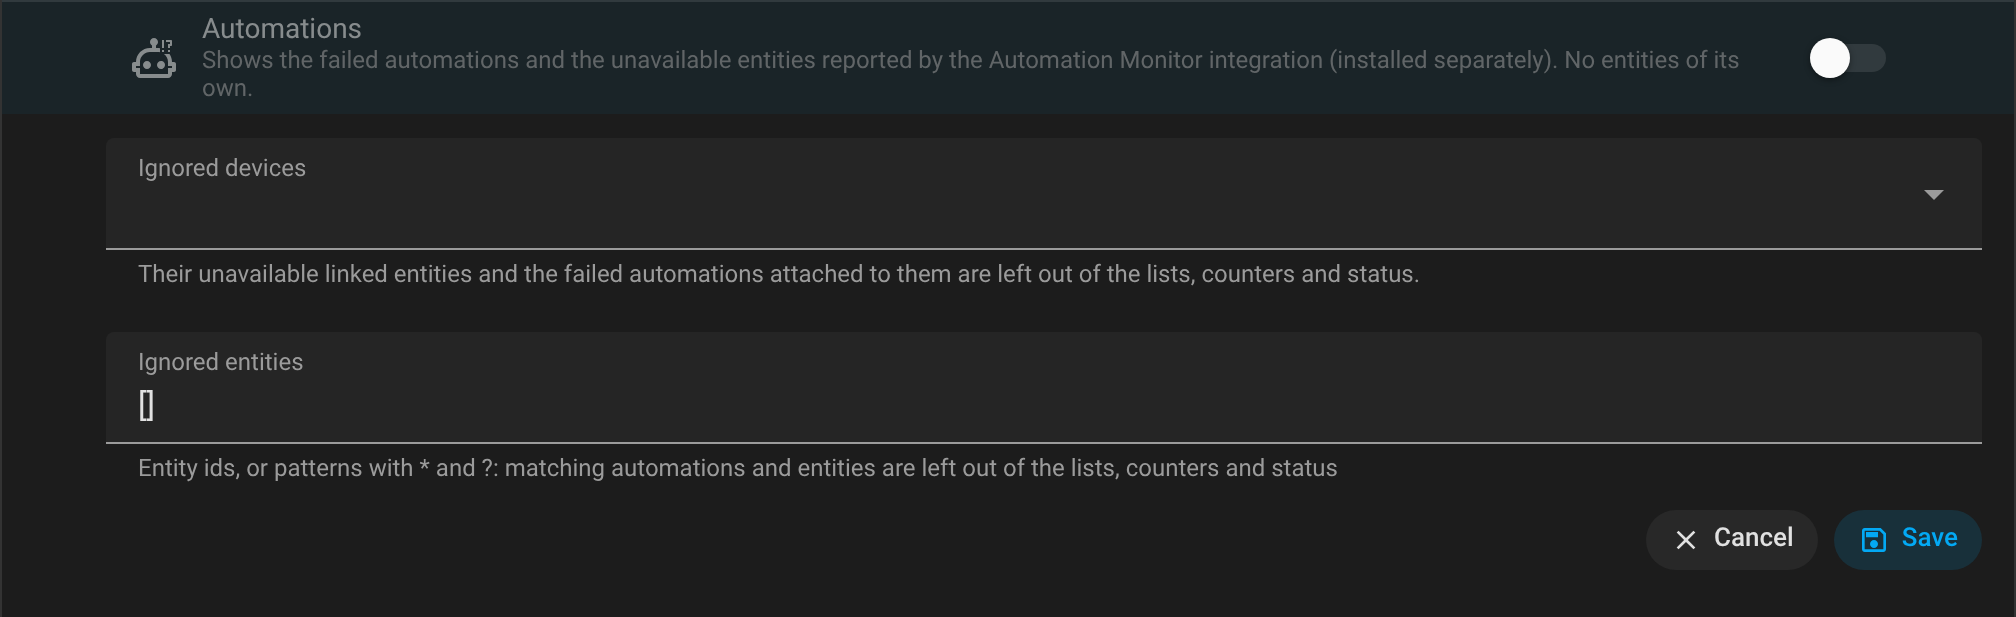 Automations
Shows the failed automations and the unavailable entities reported by the Automation Monitor integration (installed separately). No entities of its
own.
Ignored devices
Their unavailable linked entities and the failed automations attached to them are left out of the lists, counters and status.
Ignored entities
[]
Entity ids, or patterns with * and ?: matching automations and entities are left out of the lists, counters and status
Cancel
Save